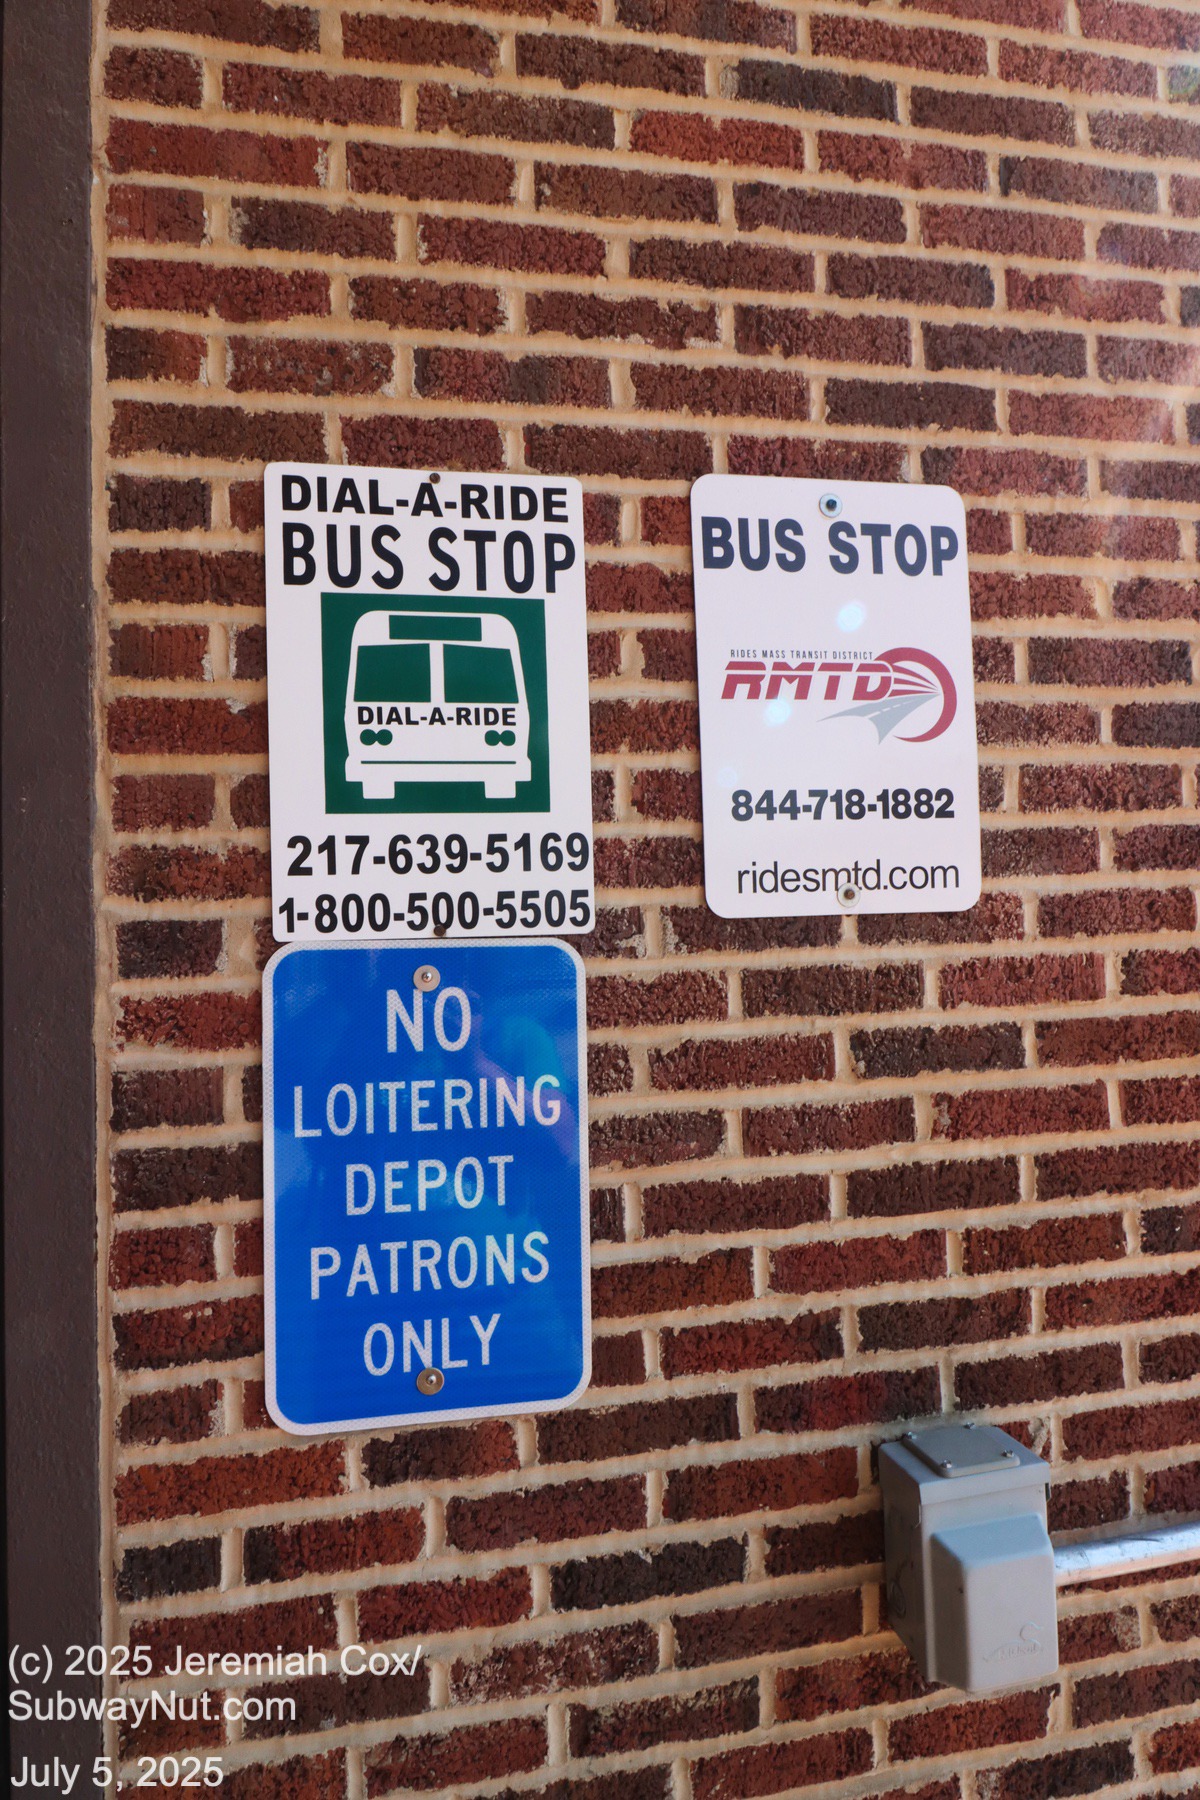 DIAL-A-RIDE
BUS STOP
DIAL-A-RIDE
217-639-5169
1-800-500-5505
NO
LOITERING
DEPOT
PATRONS
ONLY
BUS STOP
RIDES MASS TRANSIT DISTRICT
RMTD
844-718-1882
ridesmtd.com
(c) 2025 Jeremiah Cox/
SubwayNut.com
July 5, 2025